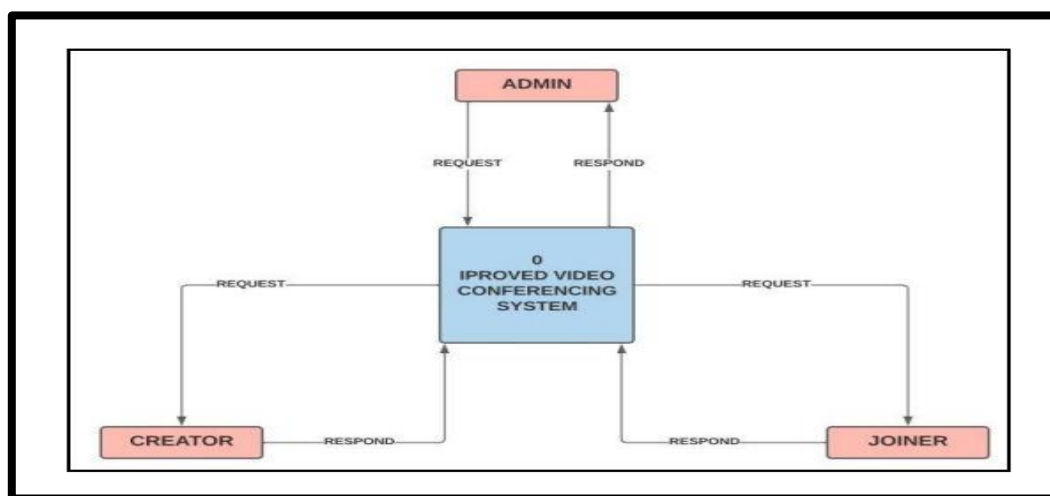 ADMIN
REQUEST
RESPOND
0
IPROVED VIDEO
CONFERENCING
SYSTEM
REQUEST
REQUEST
CREATOR
RESPOND
RESPOND
JOINER